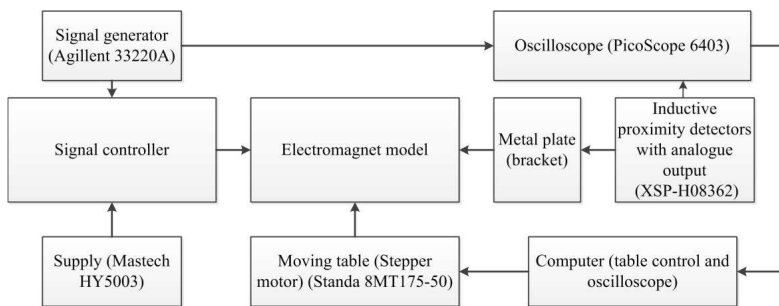 Signal generator
(Agillent 33220A)
Oscilloscope (PicoScope 6403)
Signal controller
Electromagnet model
Metal plate
(bracket)
Inductive
proximity detectors
with analogue
output
(XSP-H08362)
Supply (Mastech
HY5003)
Moving table (Stepper
motor) (Standa 8MT175-50)
Computer (table control and
oscilloscope)